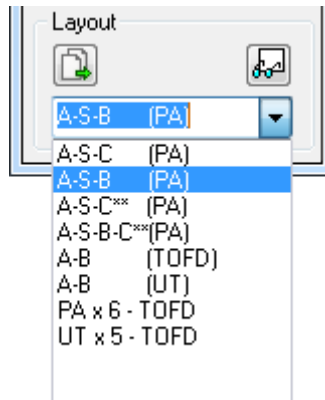 Layout
A-S-B (PA)
A-S-C (PA)
A-S-B (PA)
A-S-C** (PA)
A-S-B-C**(PA)
A-B (TOFD)
A-B (UT)
PA x 6 - TOFD
UT x 5 - TOFD